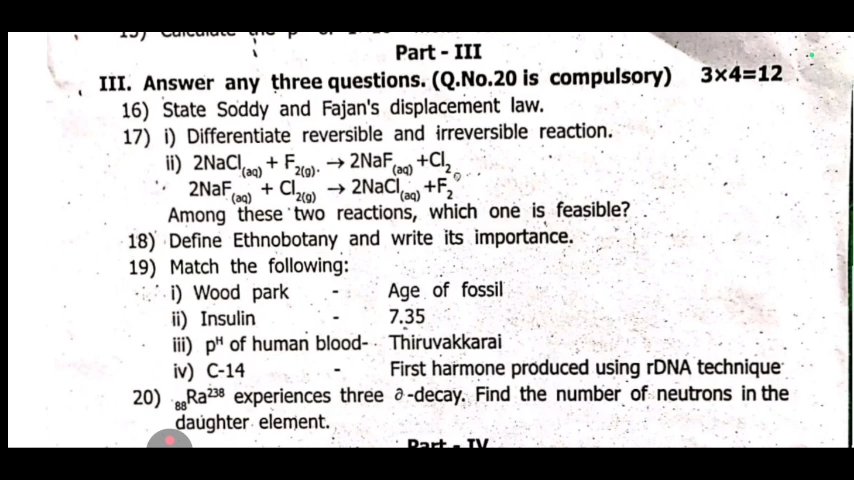 Part - III
III. Answer any three questions. (Q.No.20 is compulsory) 3×4=12
16) State Soddy and Fajan's displacement law.
17) i) Differentiate reversible and irreversible reaction.
ii) 2NaCl(aq) + F2(g). → 2NaF(aq) +Cl2
2NaF(aq) + Cl2(g) → 2NaCl(aq) +F2
Among these two reactions, which one is feasible?
18) Define Ethnobotany and write its importance.
19) Match the following:
i) Wood park - Age of fossil
ii) Insulin - 7.35
iii) pH of human blood- Thiruvakkarai
iv) C-14 - First harmone produced using rDNA technique
20) 88Ra238 experiences three ∂-decay. Find the number of neutrons in the
daughter element.
Part - IV